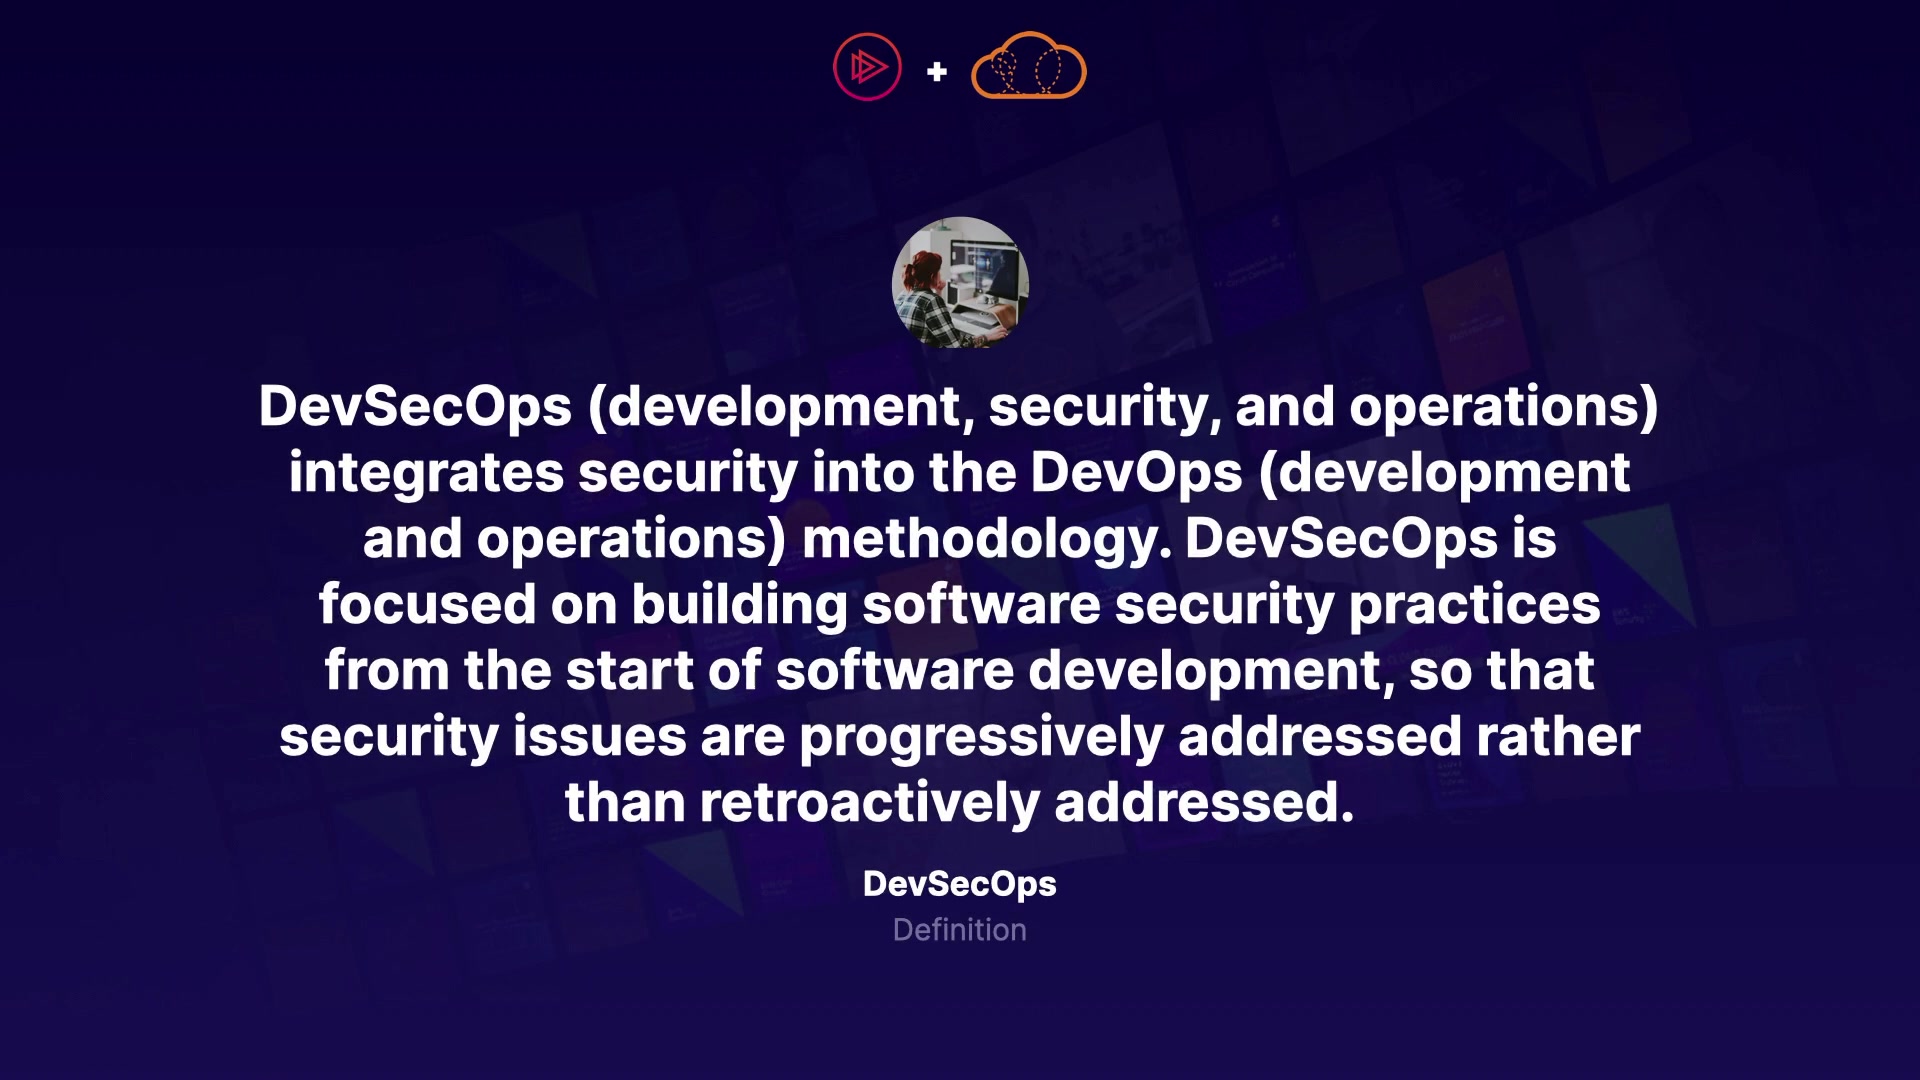 DevSecOps (development, security, and operations)
integrates security into the DevOps (development
and operations) methodology. DevSecOps is
focused on building software security practices
from the start of software development, so that
security issues are progressively addressed rather
than retroactively addressed.
DevSecOps
Definition